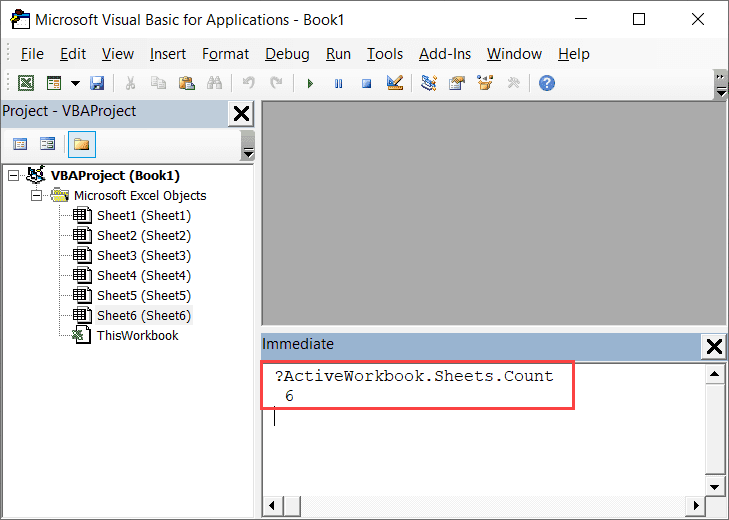 Microsoft Visual Basic for Applications - Book1
File Edit View Insert Format Debug Run Tools Add-Ins Window Help
Project - VBAProject
VBAProject (Book1)
Microsoft Excel Objects
Sheet1 (Sheet1)
Sheet2 (Sheet2)
Sheet3 (Sheet3)
Sheet4 (Sheet4)
Sheet5 (Sheet5)
Sheet6 (Sheet6)
ThisWorkbook
Immediate
?ActiveWorkbook.Sheets.Count
6